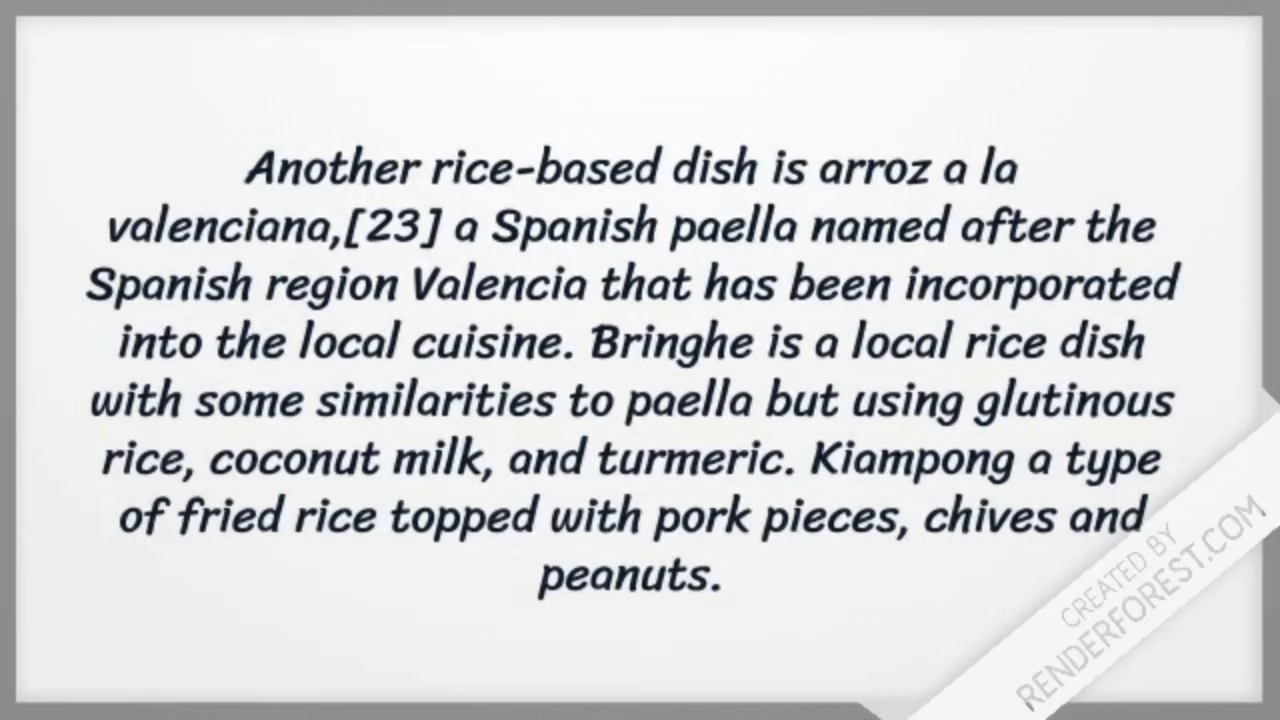 Another rice-based dish is arroz a la
valenciana,[23] a Spanish paella named after the
Spanish region Valencia that has been incorporated
into the local cuisine. Bringhe is a local rice dish
with some similarities to paella but using glutinous
rice, coconut milk, and turmeric. Kiampong a type
of fried rice topped with pork pieces, chives and
peanuts.
CREATED BY
RENDERFOREST.COM